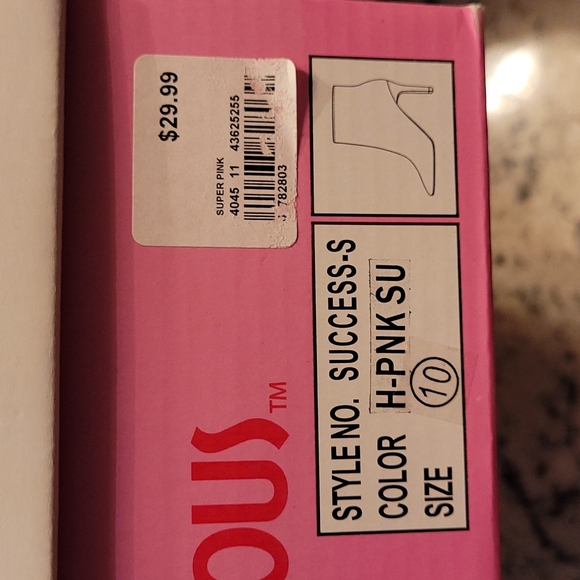 $29.99
SUPER PINK
4045 11 43625255
782803
STYLE NO. SUCCESS-S
COLOR H-PNK SU
SIZE 10
OUS™